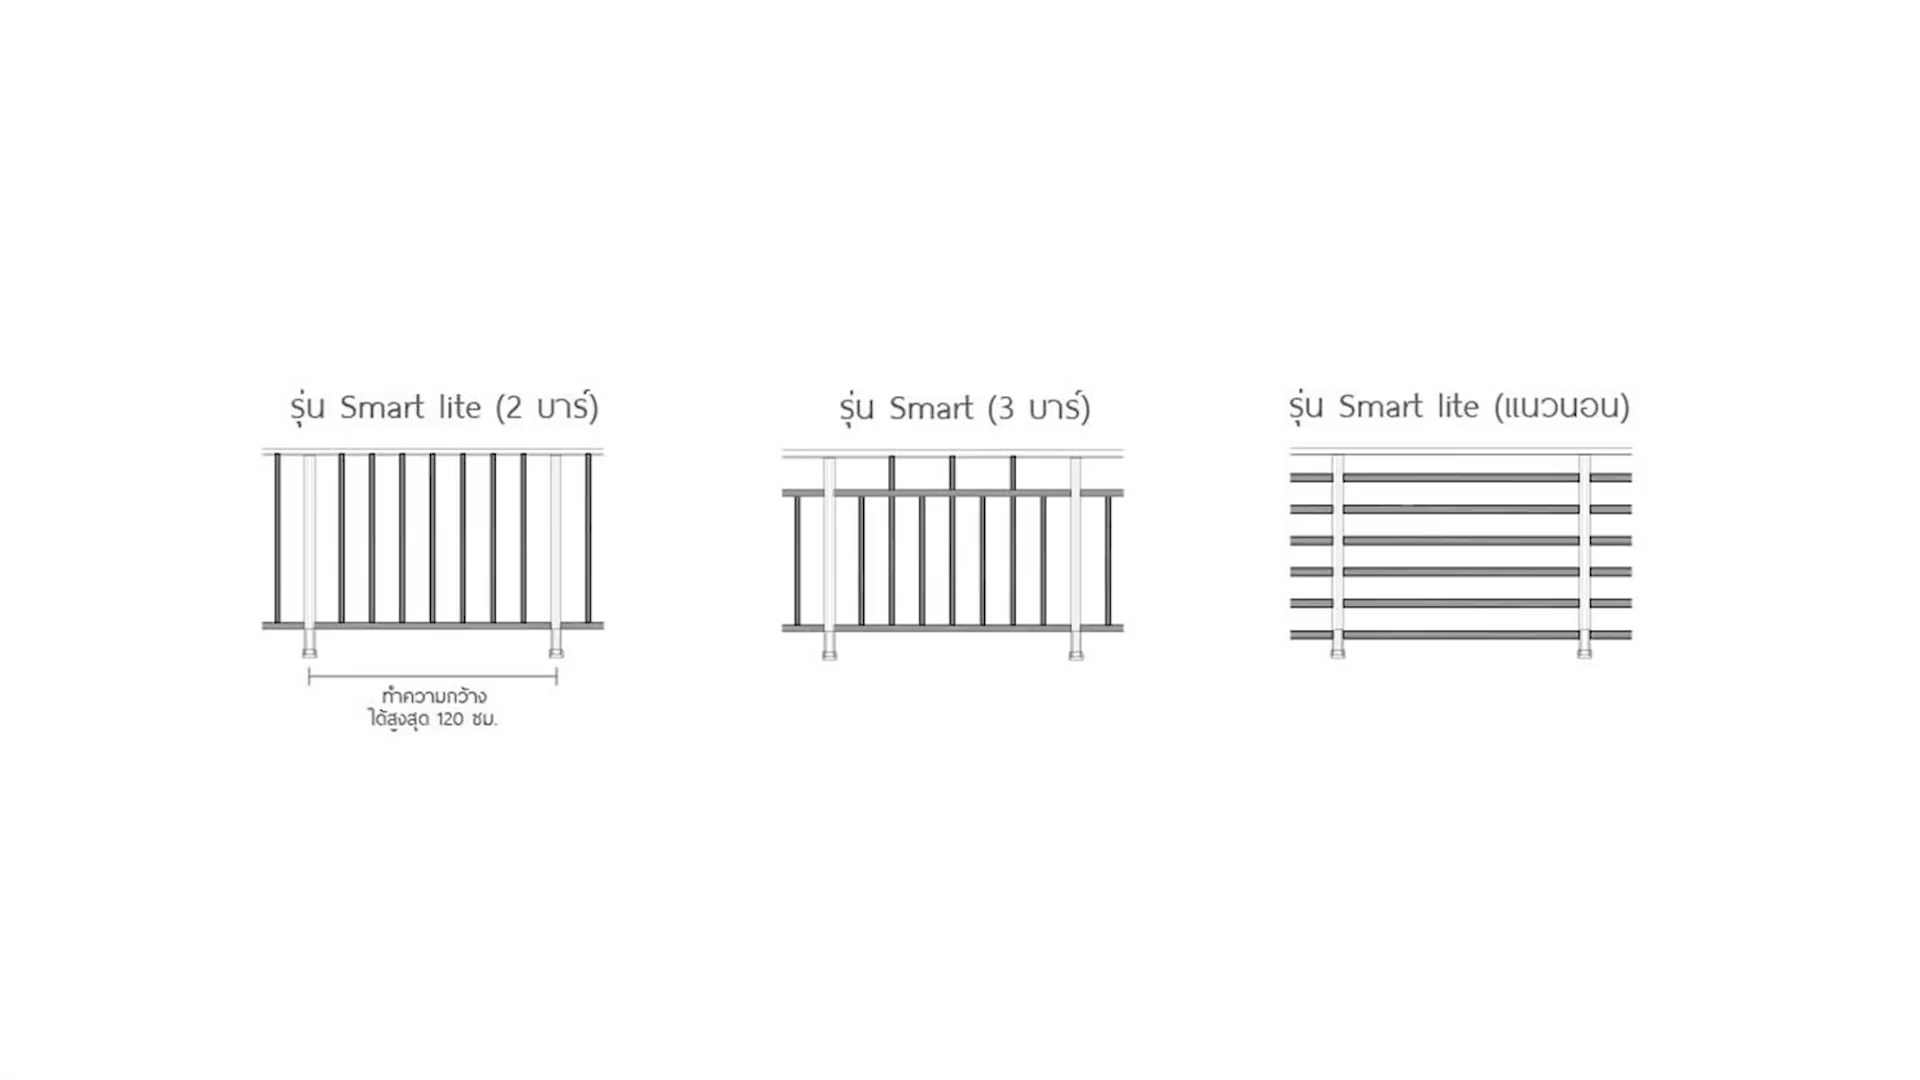 รุ่น Smart lite (2 บาร์)
รุ่น Smart (3 บาร์)
รุ่น Smart lite (แนวนอน)
ทำความกว้าง
ได้สูงสุด 120 ซม.